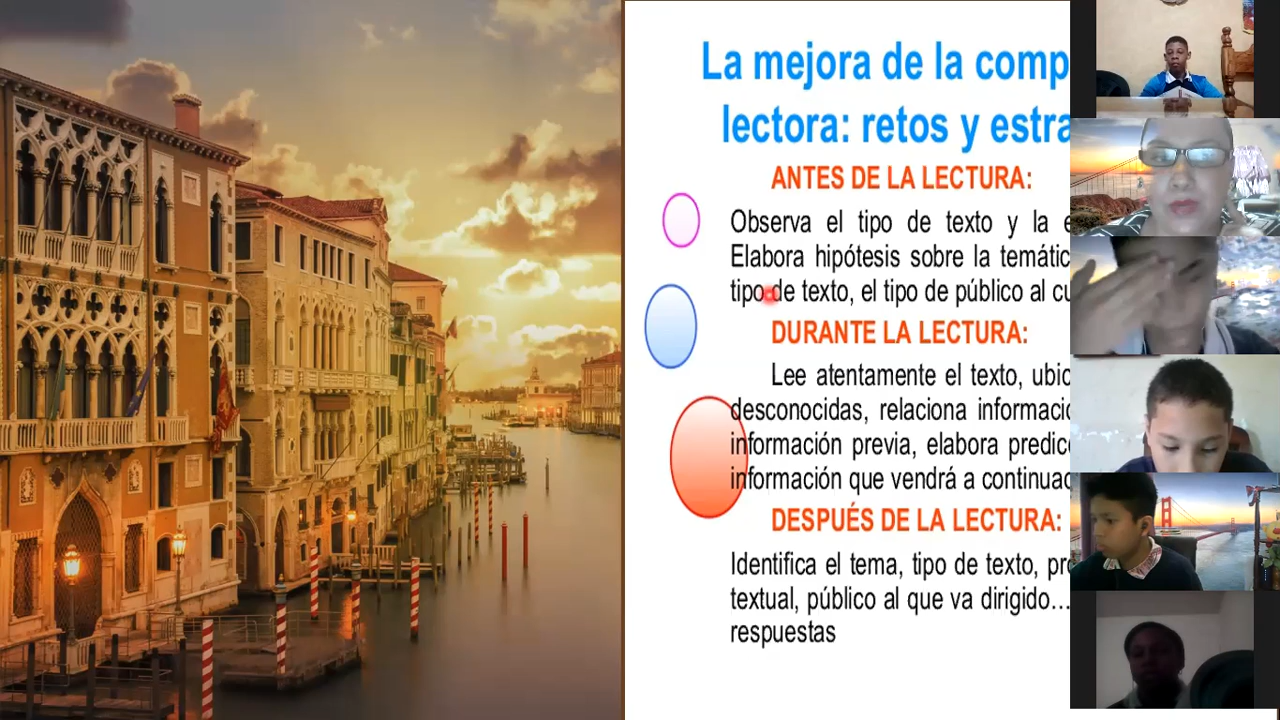 La mejora de la comp
lectora: retos y estra
ANTES DE LA LECTURA:
Observa el tipo de texto y la e
Elabora hipótesis sobre la temátic
tipo de texto, el tipo de público al cu
DURANTE LA LECTURA:
Lee atentamente el texto, ubic
desconocidas, relaciona informació
información previa, elabora predicc
información que vendrá a continuac
DESPUÉS DE LA LECTURA:
Identifica el tema, tipo de texto, pro
textual, público al que va dirigido…
respuestas